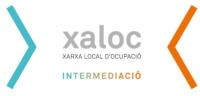 xaloc
XARXA LOCAL D'OCUPACIÓ
INTERMEDIACIÓ